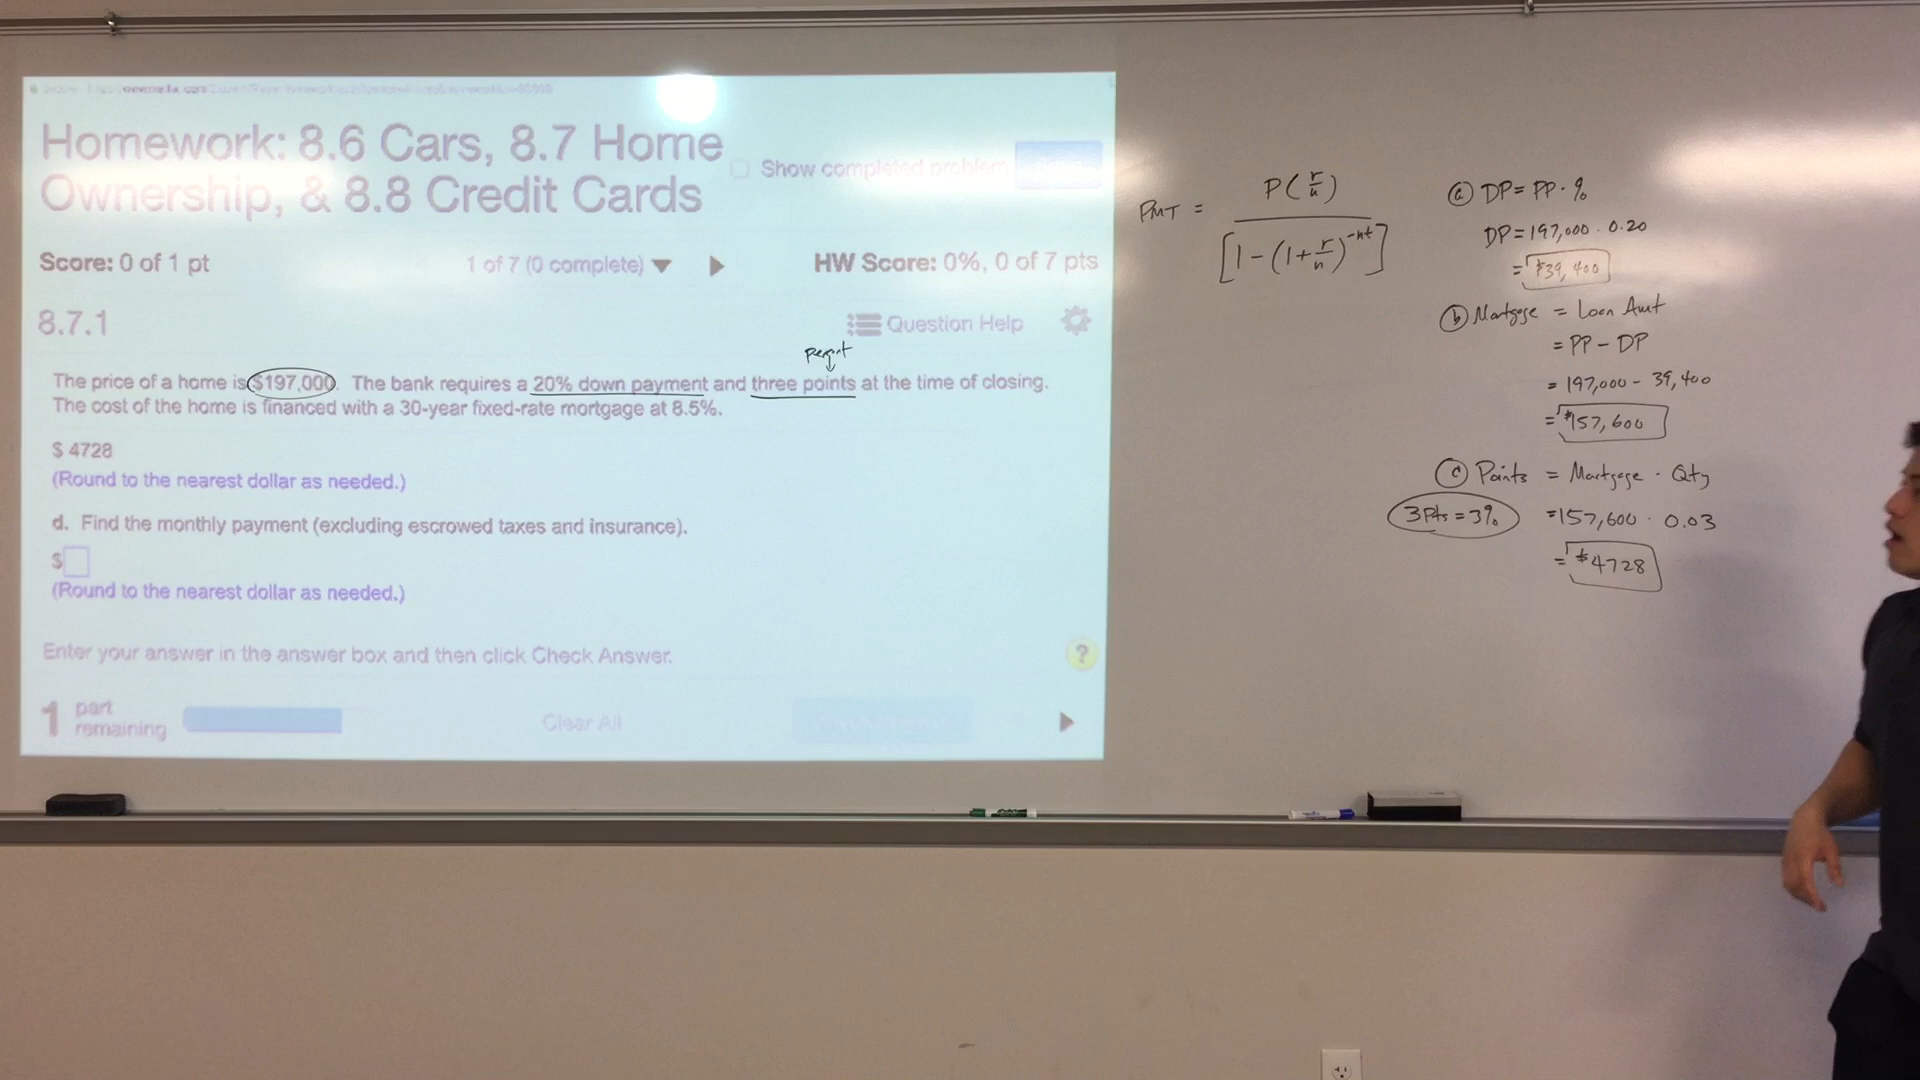 Homework: 8.6 Cars, 8.7 Home
Ownership, & 8.8 Credit Cards
Show completed problem
Score: 0 of 1 pt
1 of 7 (0 complete)
HW Score: 0%, 0 of 7 pts
8.7.1
Question Help
percent
The price of a home is $197,000. The bank requires a 20% down payment and three points at the time of closing.
The cost of the home is financed with a 30-year fixed-rate mortgage at 8.5%.
$ 4728
(Round to the nearest dollar as needed.)
d. Find the monthly payment (excluding escrowed taxes and insurance).
$
(Round to the nearest dollar as needed.)
Enter your answer in the answer box and then click Check Answer.
?
1 part
remaining
Clear All
PMT = P(r/n) / [1-(1+r/n)^-nt]
ⓐ DP = PP · %
DP = 197,000 · 0.20
= $39,400
ⓑ Mortgage = Loan Amt
= PP - DP
= 197,000 - 39,400
= $157,600
ⓒ Points = Mortgage · Qty
3 Pts = 3% = 157,600 · 0.03
= $4728